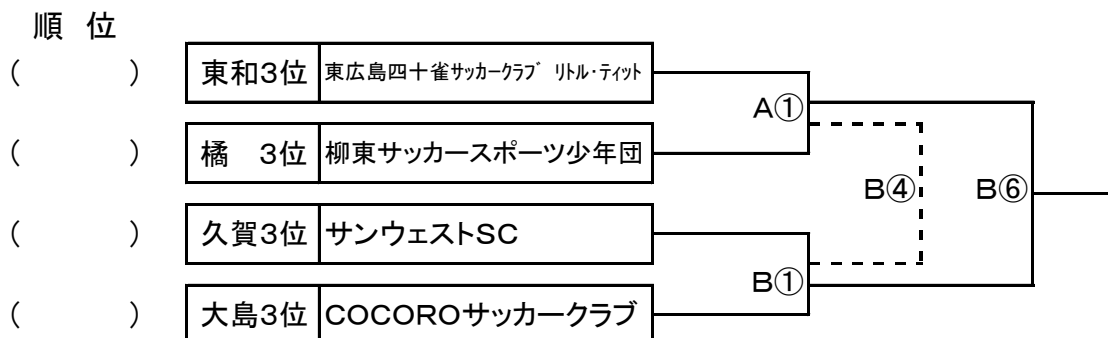 順 位
( ) 東和3位 東広島四十雀サッカークラブ リトル・ティット
A①
( ) 橘 3位 柳東サッカースポーツ少年団
B④ B⑥
( ) 久賀3位 サンウェストSC
B①
( ) 大島3位 COCOROサッカークラブ